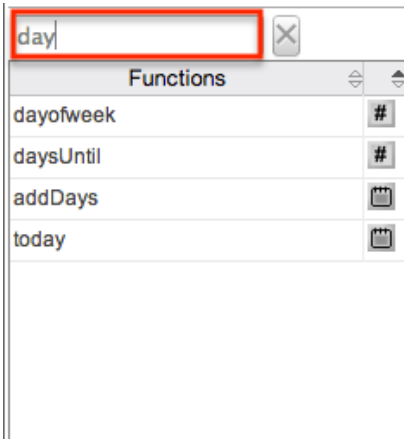 day
Functions
dayofweek #
daysUntil #
addDays
today